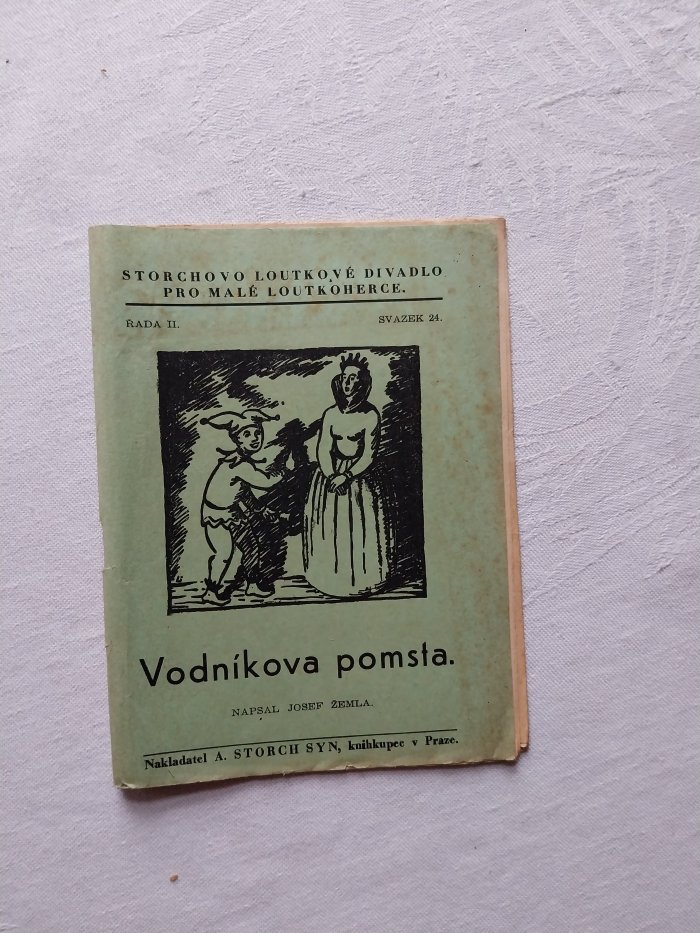 STORCHOVO LOUTKOVÉ DIVADLO
PRO MALÉ LOUTKOHERCE.
ŘADA II.
SVAZEK 24.
Vodníkova pomsta.
NAPSAL JOSEF ŽEMLA.
Nakladatel A. STORCH SYN, knihkupec v Praze.